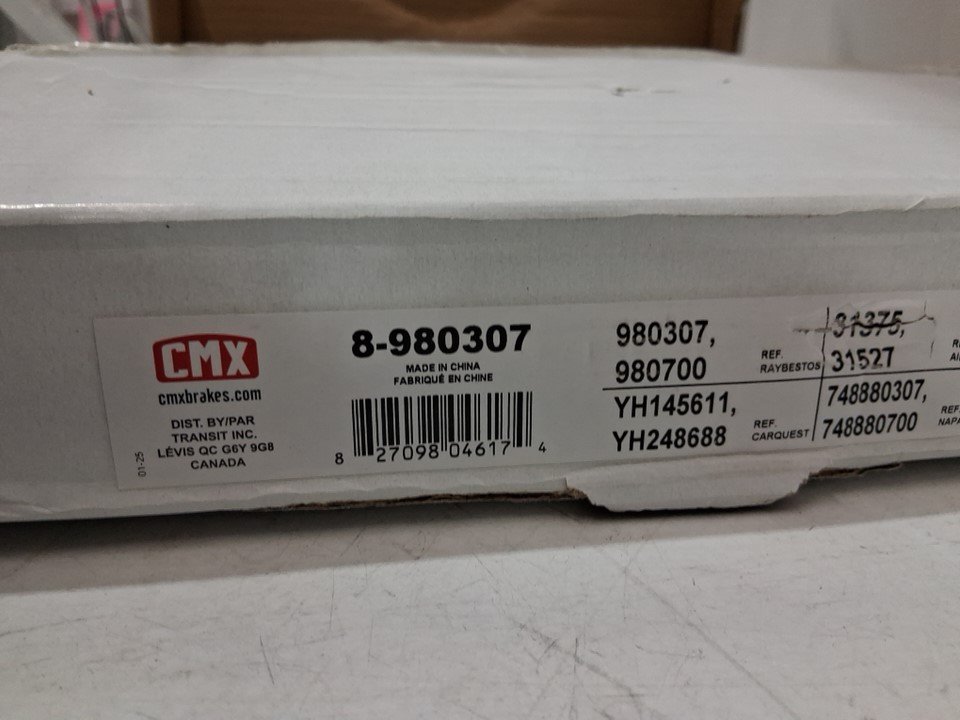 CMX
cmxbrakes.com
DIST. BY/PAR
TRANSIT INC.
LÉVIS QC G6Y 9G8
CANADA
01-25
8-980307
MADE IN CHINA
FABRIQUÉ EN CHINE
8 27098 04617 4
980307,
980700
REF.
RAYBESTOS
31375,
31527
YH145611,
YH248688
REF.
CARQUEST
748880307,
748880700
REF.
NAPA